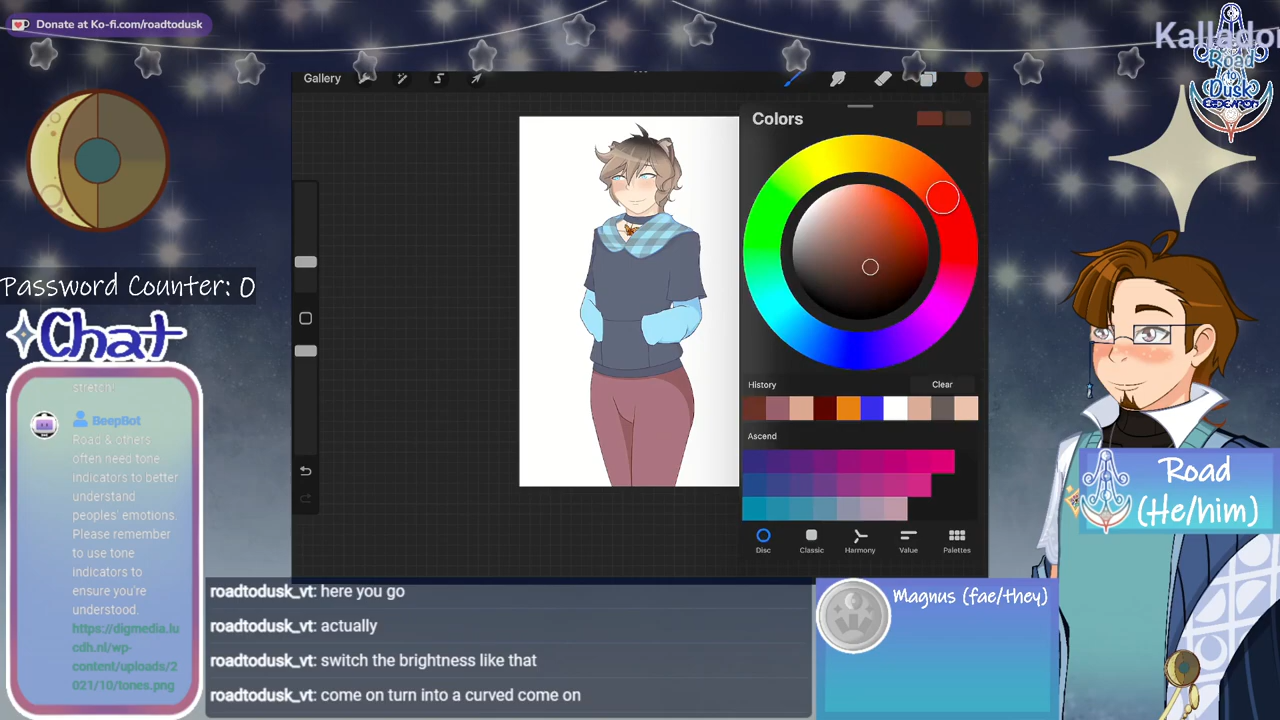 Donate at Ko-fi.com/roadtodusk
Kallador
Road
to
Dusk
Gallery
Colors
Password Counter: 0
Chat
stretch!
BeepBot
Road & others
often need tone
indicators to better
understand
peoples' emotions.
Please remember
to use tone
indicators to
ensure you're
understood.
https://digmedia.lu
cdh.nl/wp-
content/uploads/2
021/10/tones.png
History
Clear
Ascend
Disc
Classic
Harmony
Value
Palettes
Road
(He/him)
roadtodusk_vt: here you go
roadtodusk_vt: actually
roadtodusk_vt: switch the brightness like that
roadtodusk_vt: come on turn into a curved come on
Magnus (fae/they)